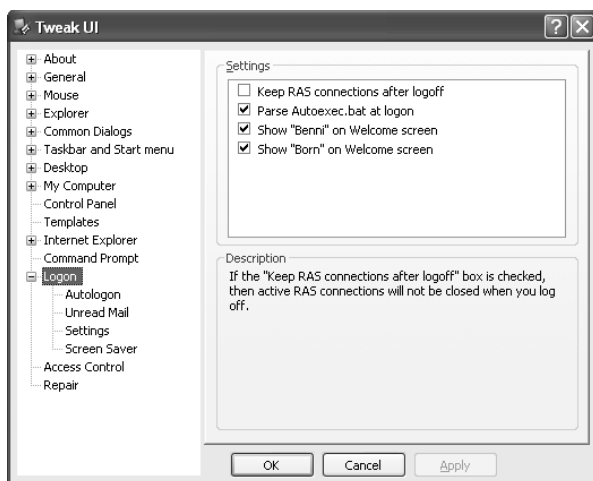 Tweak UI
About
General
Mouse
Explorer
Common Dialogs
Taskbar and Start menu
Desktop
My Computer
Control Panel
Templates
Internet Explorer
Command Prompt
Logon
Autologon
Unread Mail
Settings
Screen Saver
Access Control
Repair
Settings
Keep RAS connections after logoff
Parse Autoexec.bat at logon
Show "Benni" on Welcome screen
Show "Born" on Welcome screen
Description
If the "Keep RAS connections after logoff" box is checked,
then active RAS connections will not be closed when you log
off.
OK
Cancel
Apply